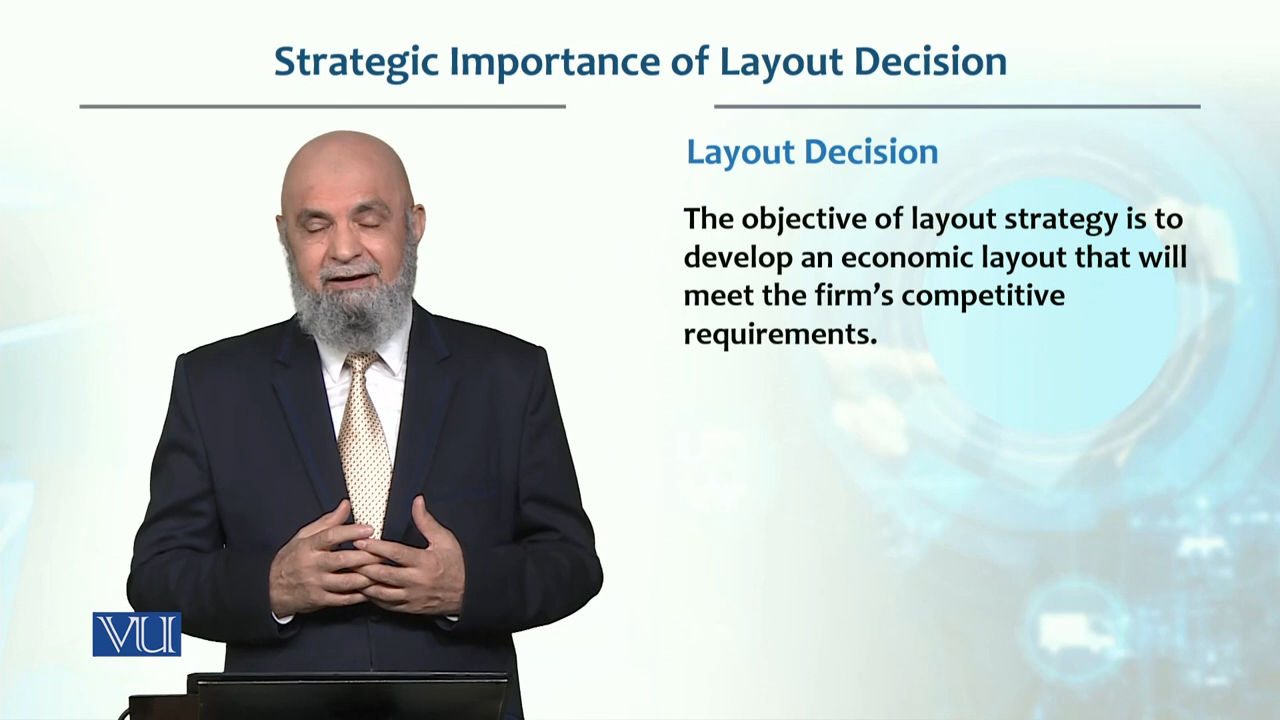 Strategic Importance of Layout Decision
Layout Decision
The objective of layout strategy is to
develop an economic layout that will
meet the firm’s competitive
requirements.
VU